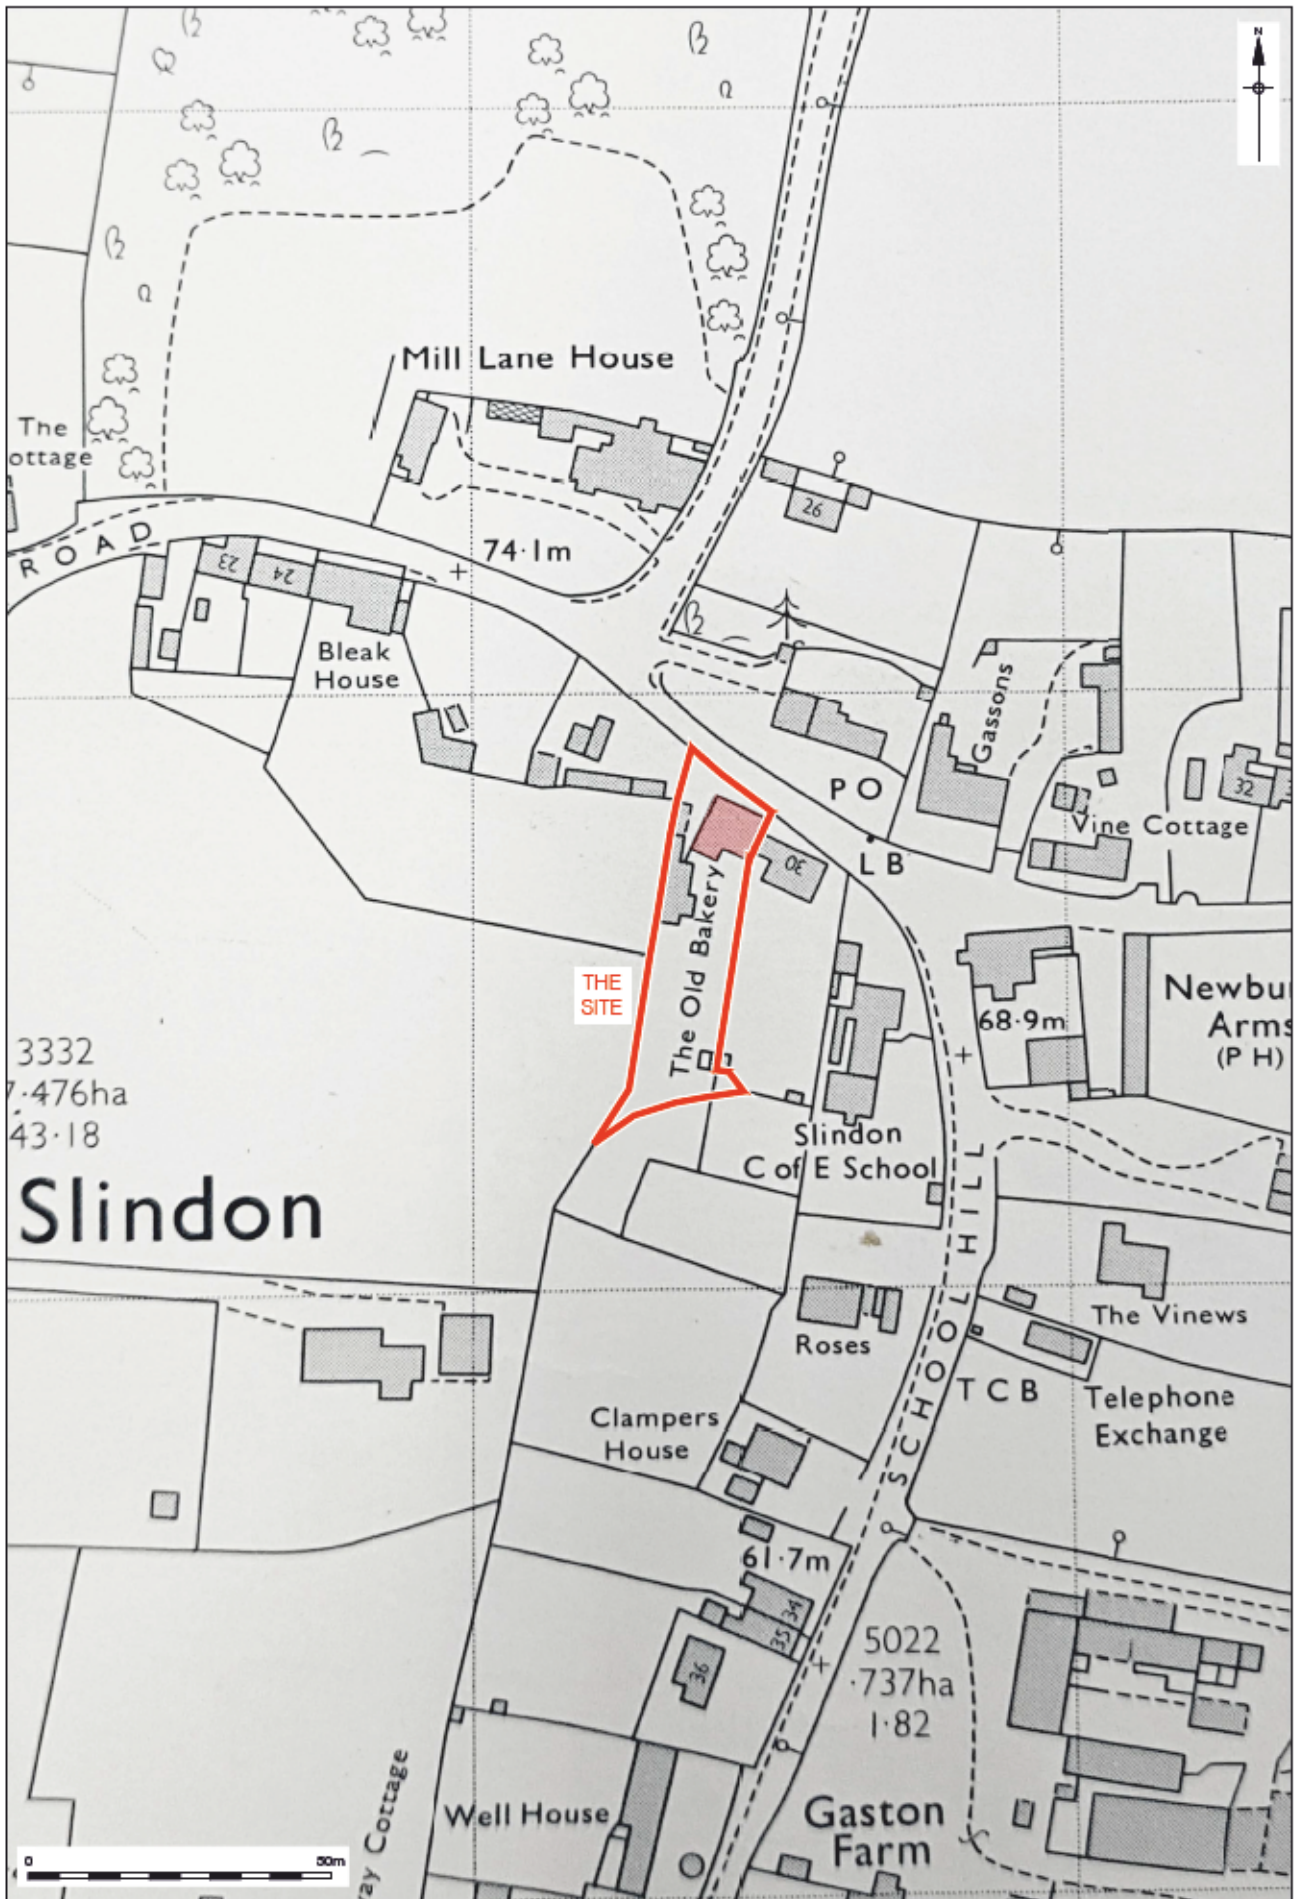 N
Mill Lane House
The
ottage
26
ROAD
74·1m
23
24
Bleak
House
Gassons
PO
32
Vine Cottage
LB
30
The Old Bakery
THE
SITE
Newbu
Arms
(PH)
68·9m
3332
7·476ha
43·18
Slindon
C of E School
Slindon
SCHOOL HILL
The Vinews
Roses
TCB
Telephone
Exchange
Clampers
House
61·7m
34
35
36
5022
·737ha
1·82
Well House
Gaston
Farm
ray Cottage
0
50m